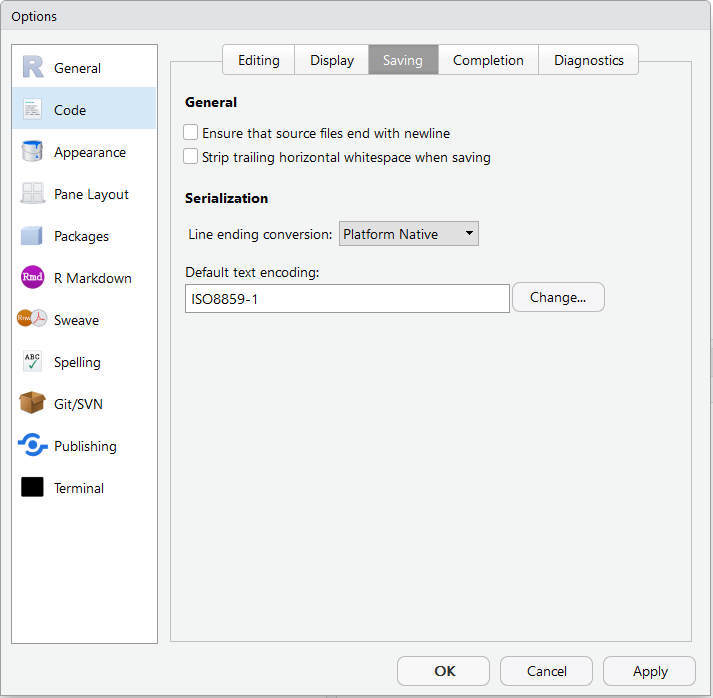 Options
General
Code
Appearance
Pane Layout
Packages
Rmd R Markdown
Rnw Sweave
ABC Spelling
Git/SVN
Publishing
Terminal
Editing Display Saving Completion Diagnostics
General
Ensure that source files end with newline
Strip trailing horizontal whitespace when saving
Serialization
Line ending conversion: Platform Native
Default text encoding:
ISO8859-1 Change...
OK Cancel Apply